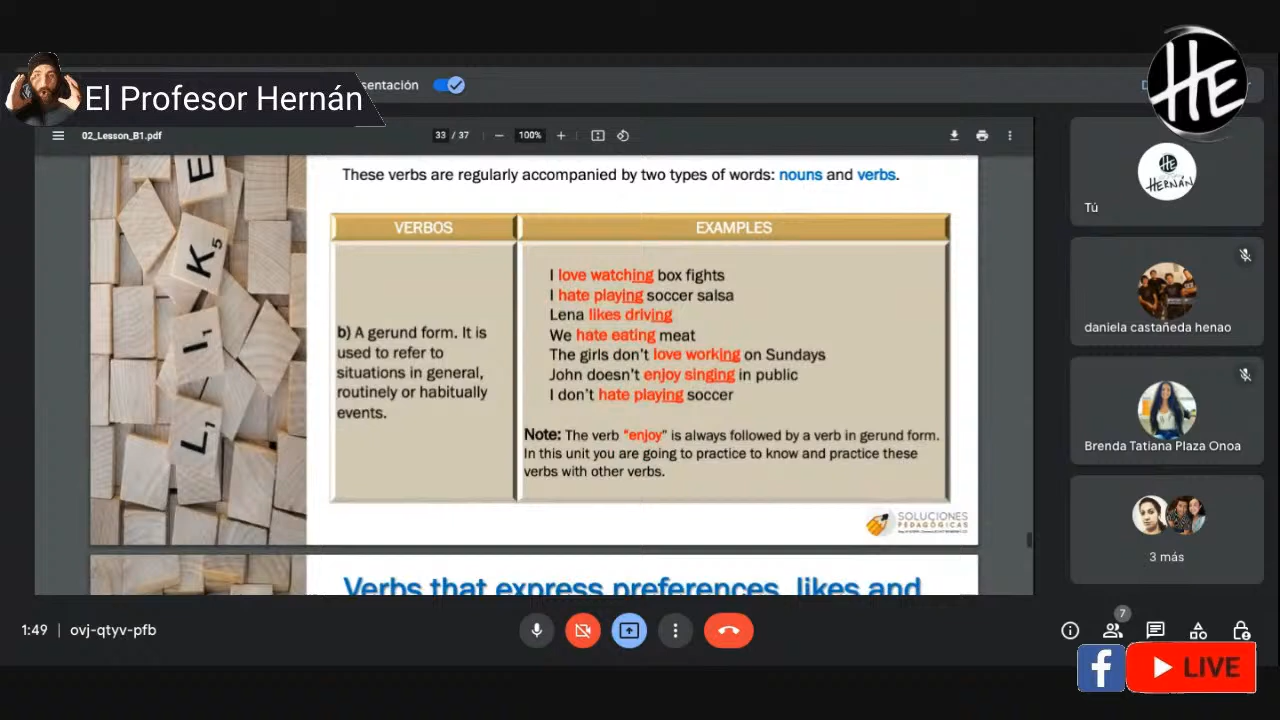 El Profesor Hernán
sentación
HE
02_Lesson_B1.pdf
33 / 37
100%
These verbs are regularly accompanied by two types of words: nouns and verbs.
VERBOS
EXAMPLES
b) A gerund form. It is
used to refer to
situations in general,
routinely or habitually
events.
I love watching box fights
I hate playing soccer salsa
Lena likes driving
We hate eating meat
The girls don't love working on Sundays
John doesn't enjoy singing in public
I don't hate playing soccer
Note: The verb "enjoy" is always followed by a verb in gerund form.
In this unit you are going to practice to know and practice these
verbs with other verbs.
SOLUCIONES
PEDAGÓGICAS
Verbs that express preferences, likes and
E
K5
I1
L1
HE
HERNÁN
Tú
daniela castañeda henao
Brenda Tatiana Plaza Onoa
3 más
1:49 | ovj-qtyv-pfb
7
f
LIVE